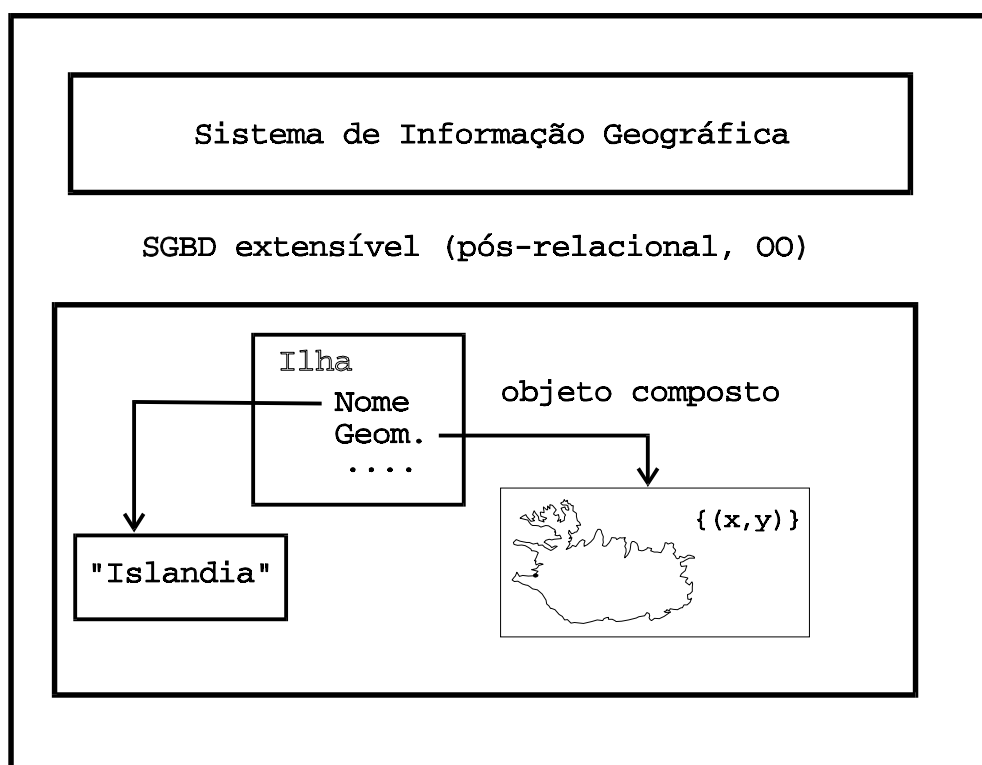 Sistema de Informação Geográfica
SGBD extensível (pós-relacional, OO)
Ilha
Nome
objeto composto
Geom.
....
{(x,y)}
"Islandia"